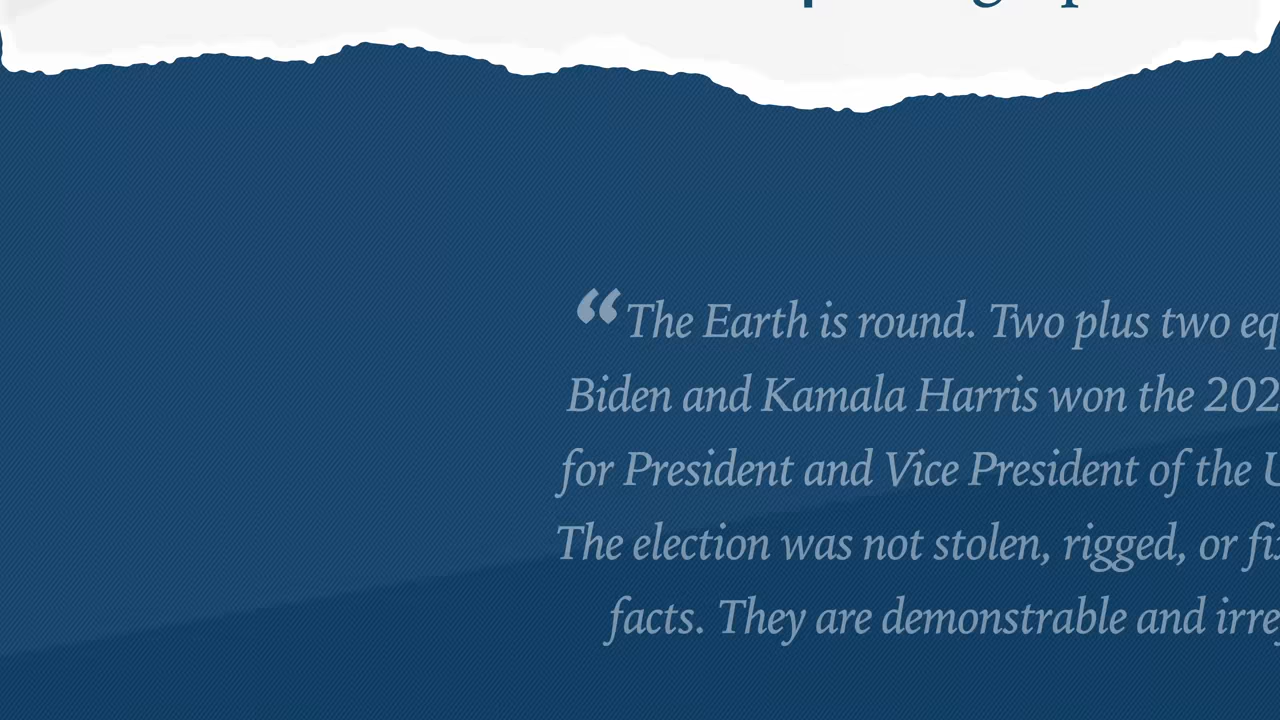 “The Earth is round. Two plus two eq
Biden and Kamala Harris won the 202
for President and Vice President of the U
The election was not stolen, rigged, or fi
facts. They are demonstrable and irre